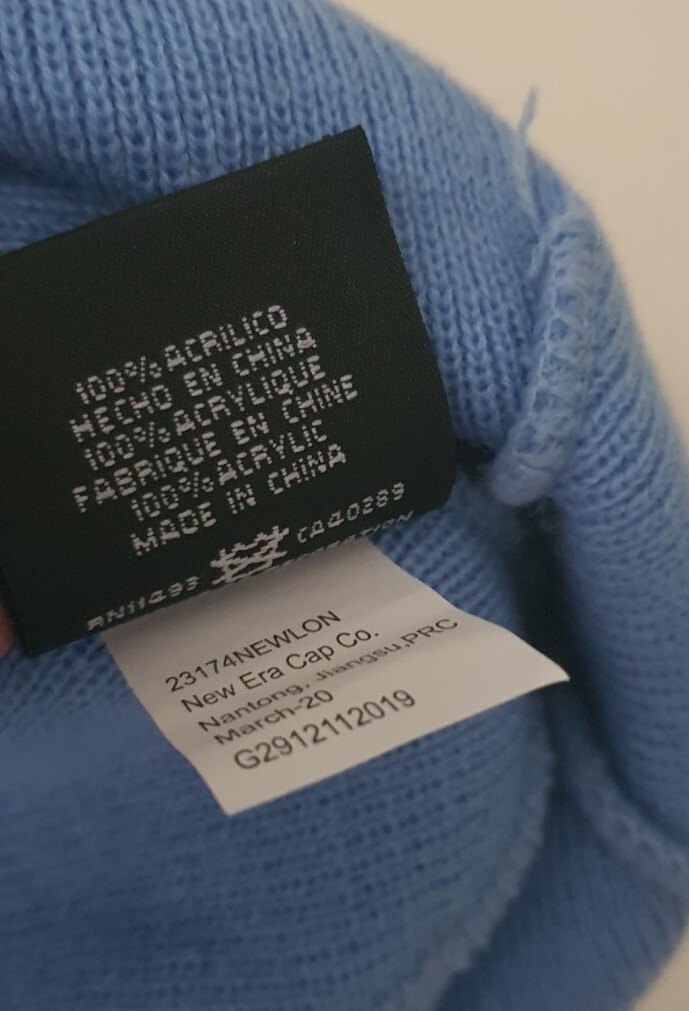 100% ACRILICO
HECHO EN CHINA
100% ACRYLIQUE
FABRIQUE EN CHINE
100% ACRYLIC
MADE IN CHINA
CA40289
23174NEWLON
New Era Cap Co.
Nantong, Jiangsu,PRC
March-20
G2912112019